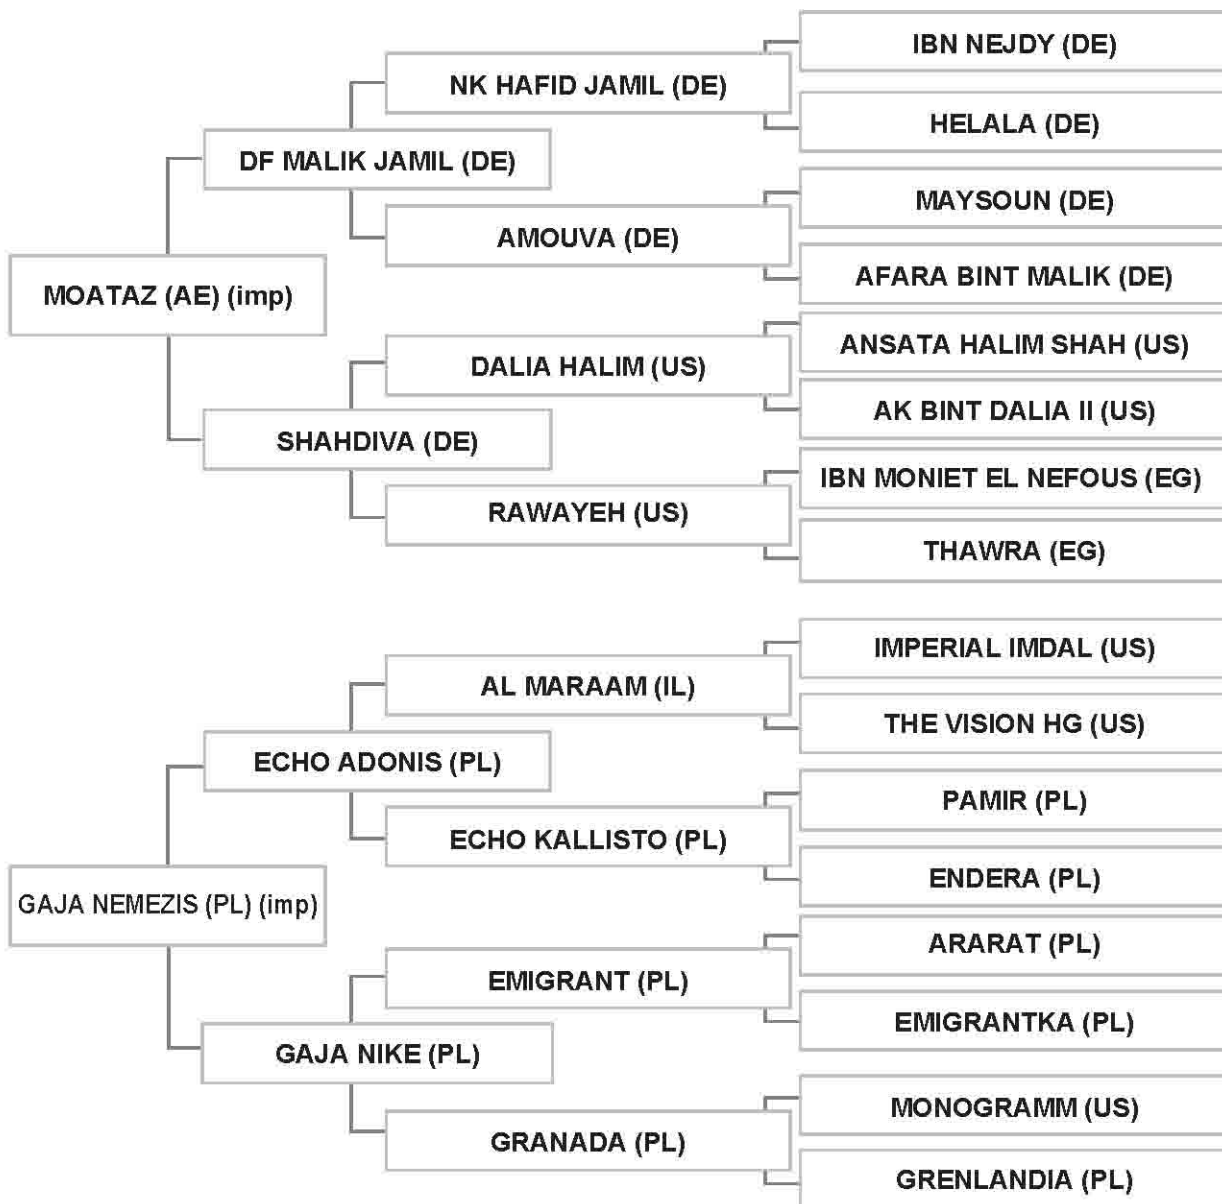 IBN NEJDY (DE)
NK HAFID JAMIL (DE)
HELALA (DE)
DF MALIK JAMIL (DE)
MAYSOUN (DE)
AMOUVA (DE)
AFARA BINT MALIK (DE)
MOATAZ (AE) (imp)
ANSATA HALIM SHAH (US)
DALIA HALIM (US)
AK BINT DALIA II (US)
SHAHDIVA (DE)
IBN MONIET EL NEFOUS (EG)
RAWAYEH (US)
THAWRA (EG)
IMPERIAL IMDAL (US)
AL MARAAM (IL)
THE VISION HG (US)
ECHO ADONIS (PL)
PAMIR (PL)
ECHO KALLISTO (PL)
ENDERA (PL)
GAJA NEMEZIS (PL) (imp)
ARARAT (PL)
EMIGRANT (PL)
EMIGRANTKA (PL)
GAJA NIKE (PL)
MONOGRAMM (US)
GRANADA (PL)
GRENLANDIA (PL)